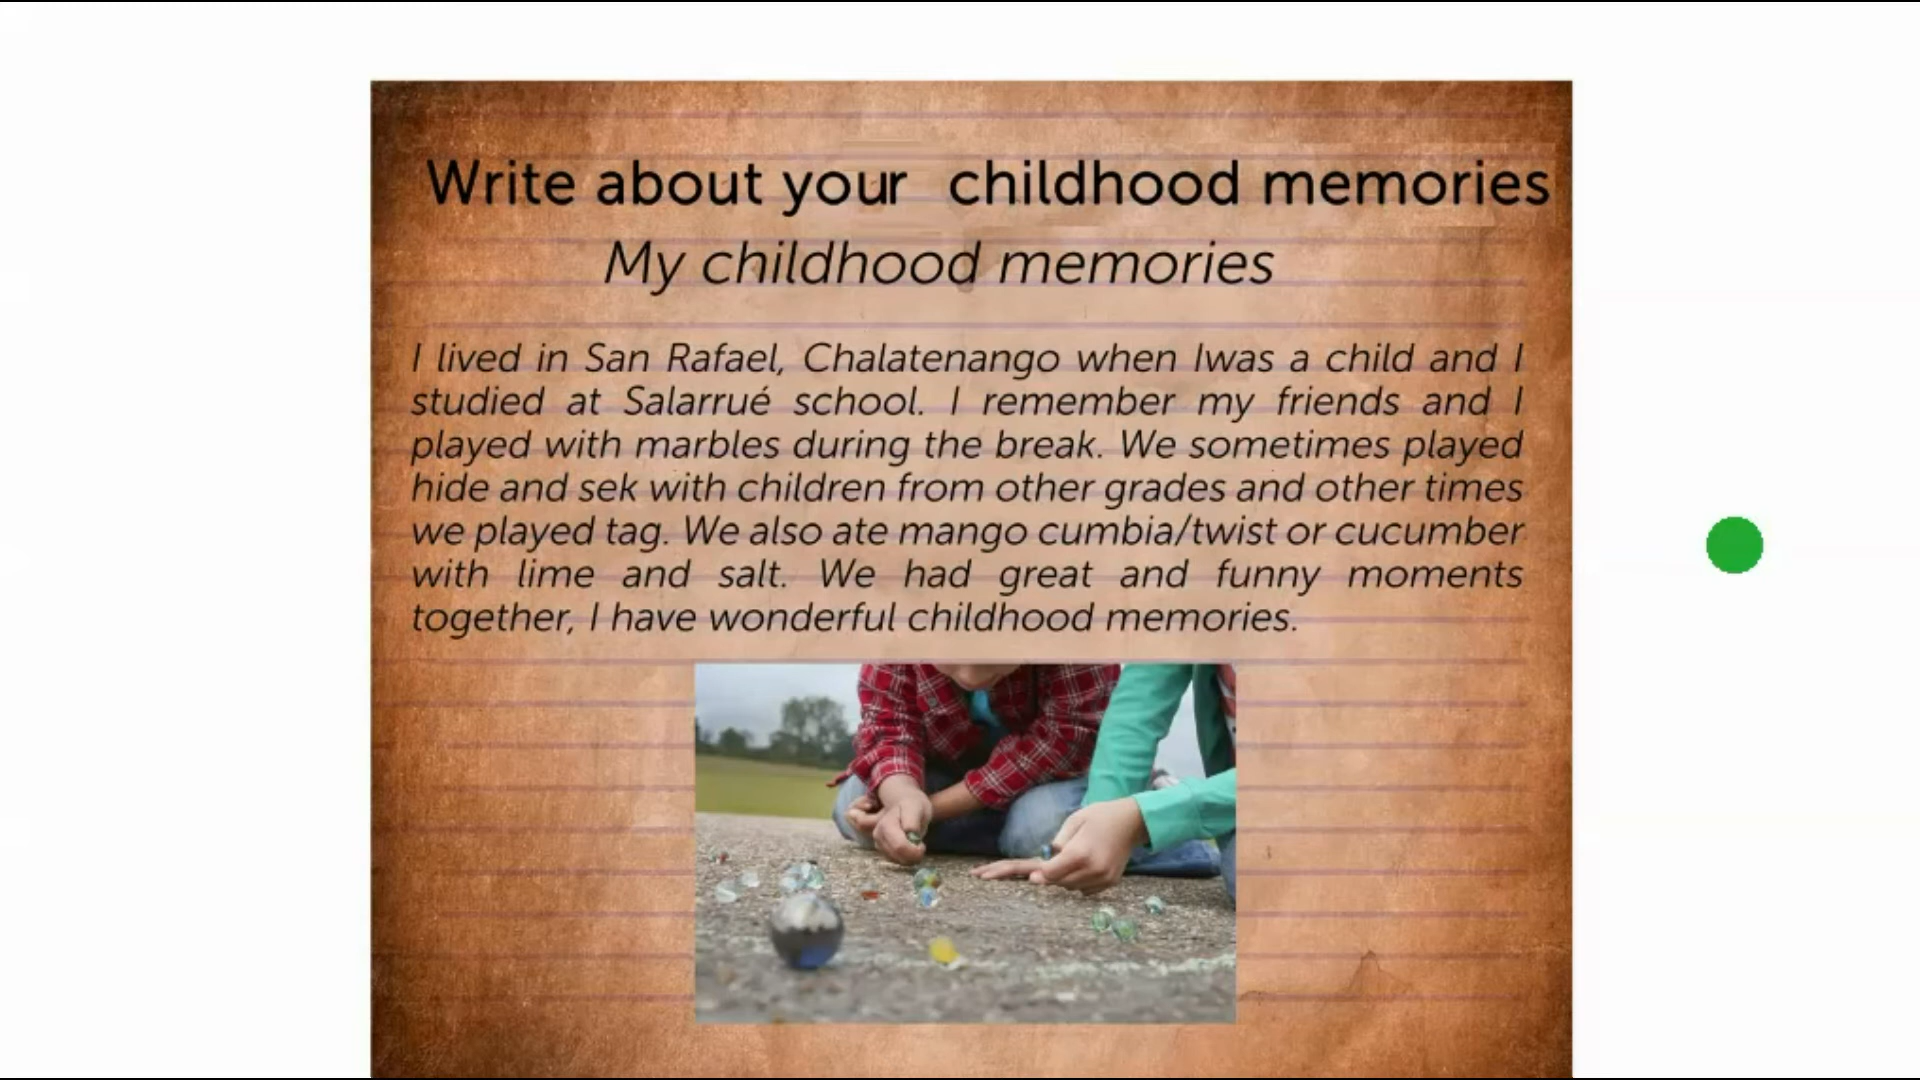 Write about your childhood memories
My childhood memories
I lived in San Rafael, Chalatenango when Iwas a child and I
studied at Salarrué school. I remember my friends and I
played with marbles during the break. We sometimes played
hide and sek with children from other grades and other times
we played tag. We also ate mango cumbia/twist or cucumber
with lime and salt. We had great and funny moments
together, I have wonderful childhood memories.